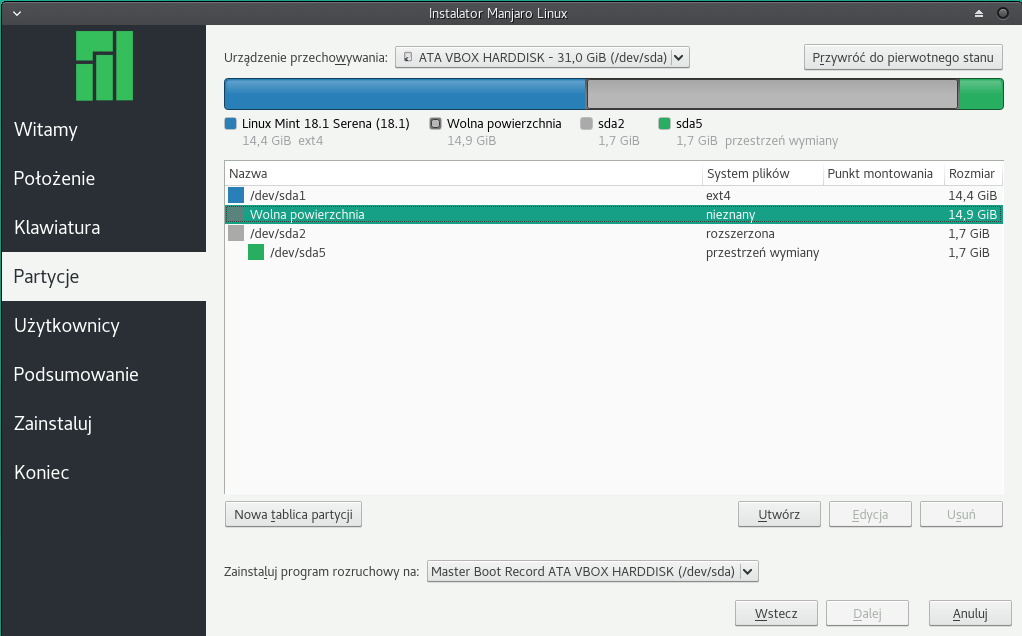 Instalator Manjaro Linux
Witamy
Położenie
Klawiatura
Partycje
Użytkownicy
Podsumowanie
Zainstaluj
Koniec
Urządzenie przechowywania: ATA VBOX HARDDISK - 31,0 GiB (/dev/sda) Przywróć do pierwotnego stanu
Linux Mint 18.1 Serena (18.1) Wolna powierzchnia sda2 sda5
14,4 GiB ext4 14,9 GiB 1,7 GiB 1,7 GiB przestrzeń wymiany
Nazwa System plików Punkt montowania Rozmiar
/dev/sda1 ext4 14,4 GiB
Wolna powierzchnia nieznany 14,9 GiB
/dev/sda2 rozszerzona 1,7 GiB
/dev/sda5 przestrzeń wymiany 1,7 GiB
Nowa tablica partycji Utwórz Edycja Usuń
Zainstaluj program rozruchowy na: Master Boot Record ATA VBOX HARDDISK (/dev/sda)
Wstecz Dalej Anuluj